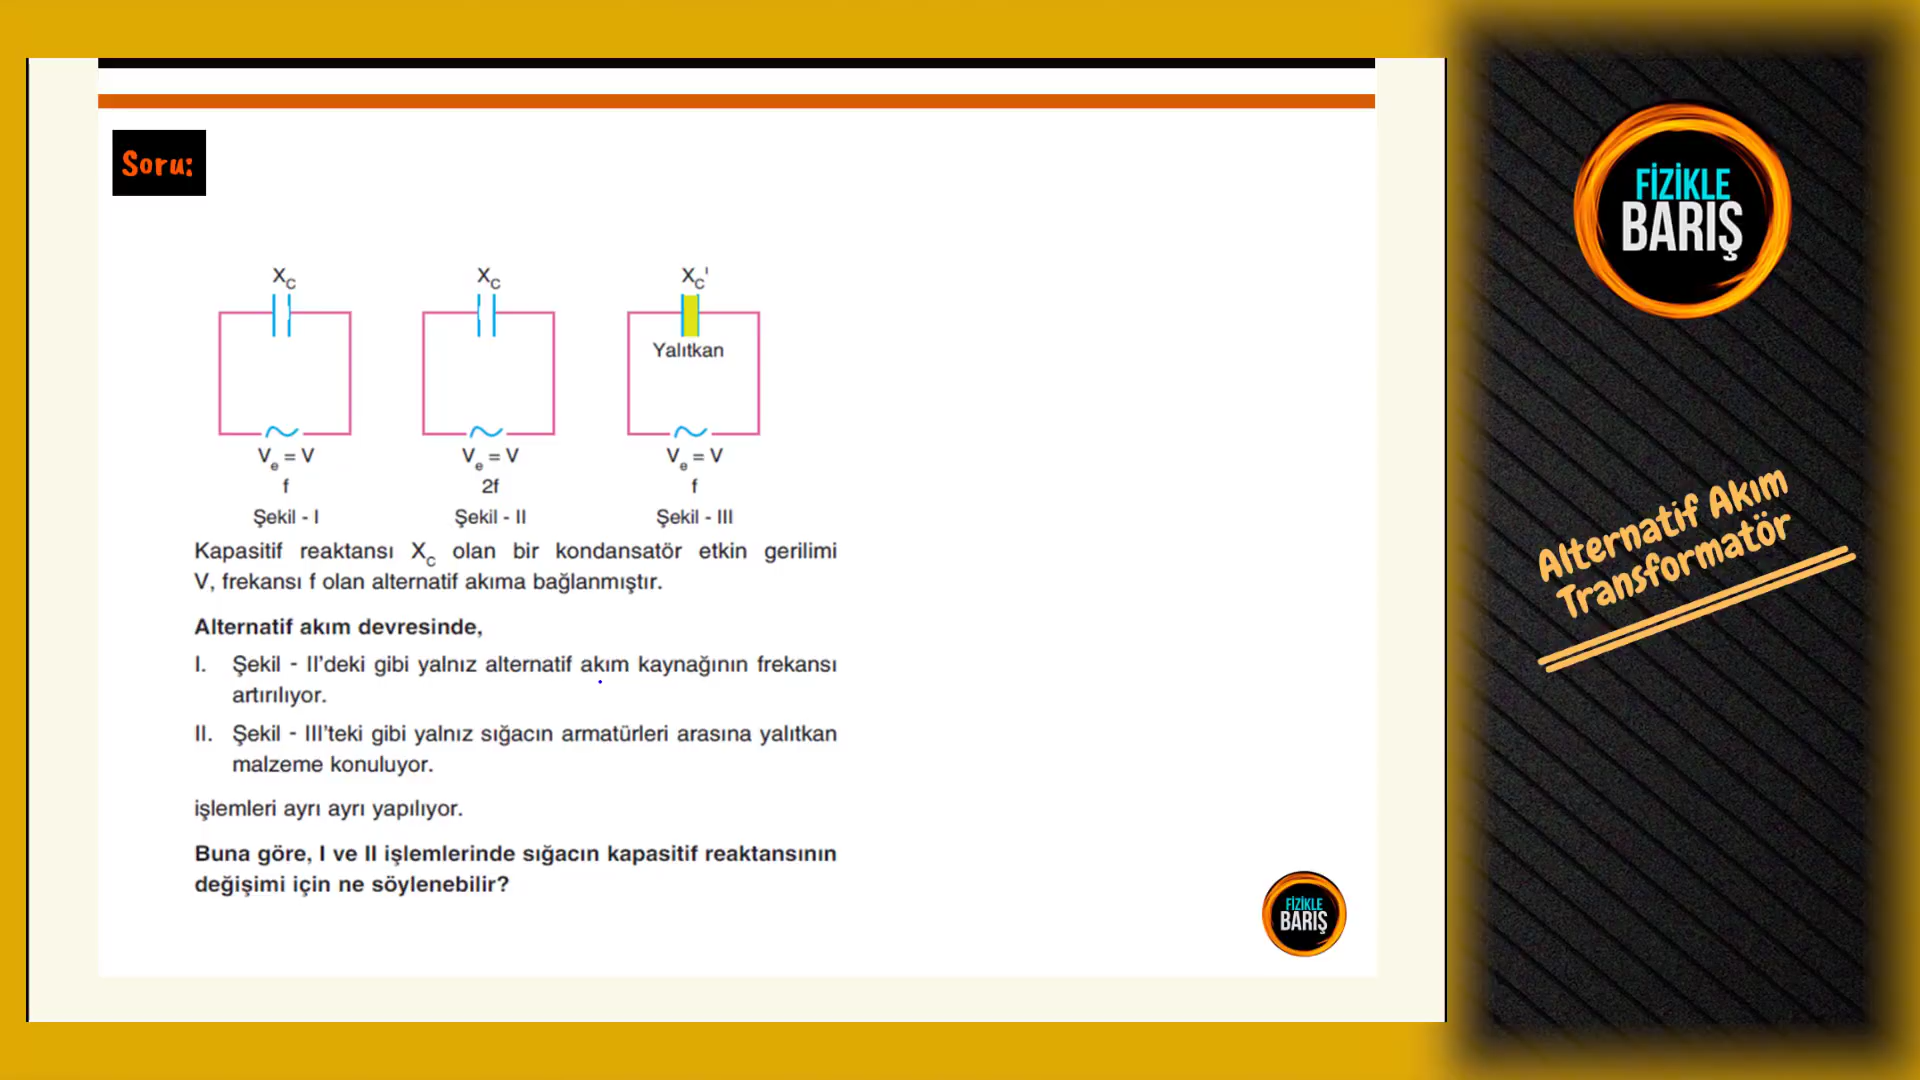 Soru:
X_C
X_C
X_C'
Yalıtkan
V_e = V
V_e = V
V_e = V
f
2f
f
Şekil - I
Şekil - II
Şekil - III
Kapasitif reaktansı X_C olan bir kondansatör etkin gerilimi
V, frekansı f olan alternatif akıma bağlanmıştır.
Alternatif akım devresinde,
I. Şekil - II'deki gibi yalnız alternatif akım kaynağının frekansı
artırılıyor.
II. Şekil - III'teki gibi yalnız sığacın armatürleri arasına yalıtkan
malzeme konuluyor.
işlemleri ayrı ayrı yapılıyor.
Buna göre, I ve II işlemlerinde sığacın kapasitif reaktansının
değişimi için ne söylenebilir?
FİZİKLE
BARIŞ
FİZİKLE
BARIŞ
Alternatif Akım
Transformatör